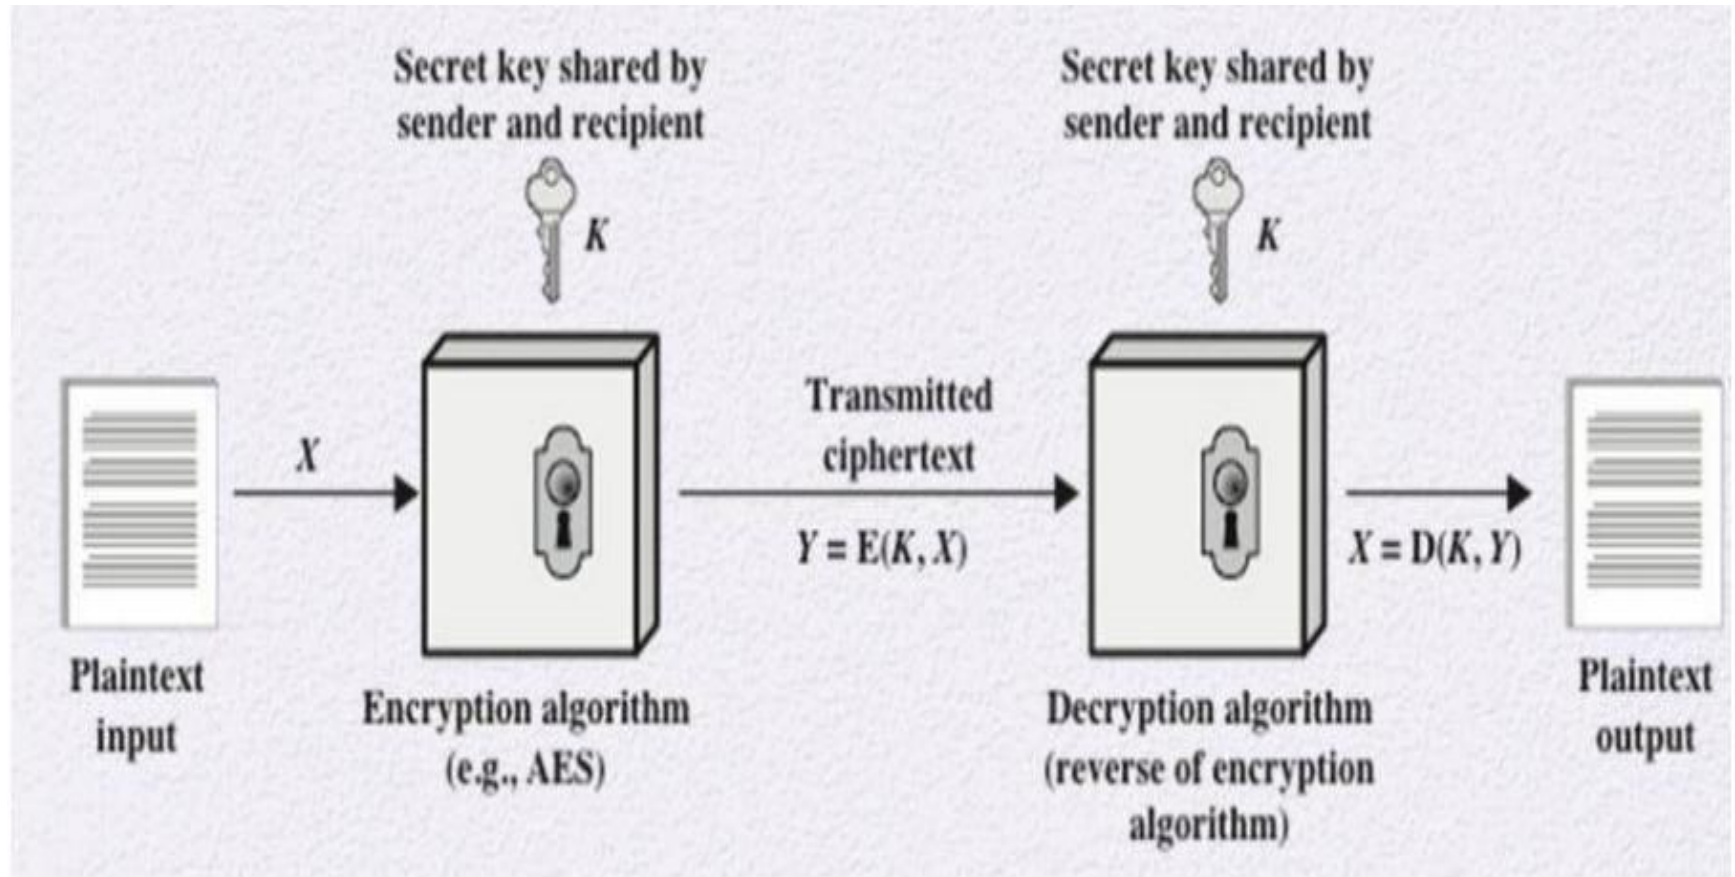 Secret key shared by
sender and recipient
K
Secret key shared by
sender and recipient
K
X
Transmitted
ciphertext
Y = E(K, X)
X = D(K, Y)
Plaintext
input
Encryption algorithm
(e.g., AES)
Decryption algorithm
(reverse of encryption
algorithm)
Plaintext
output